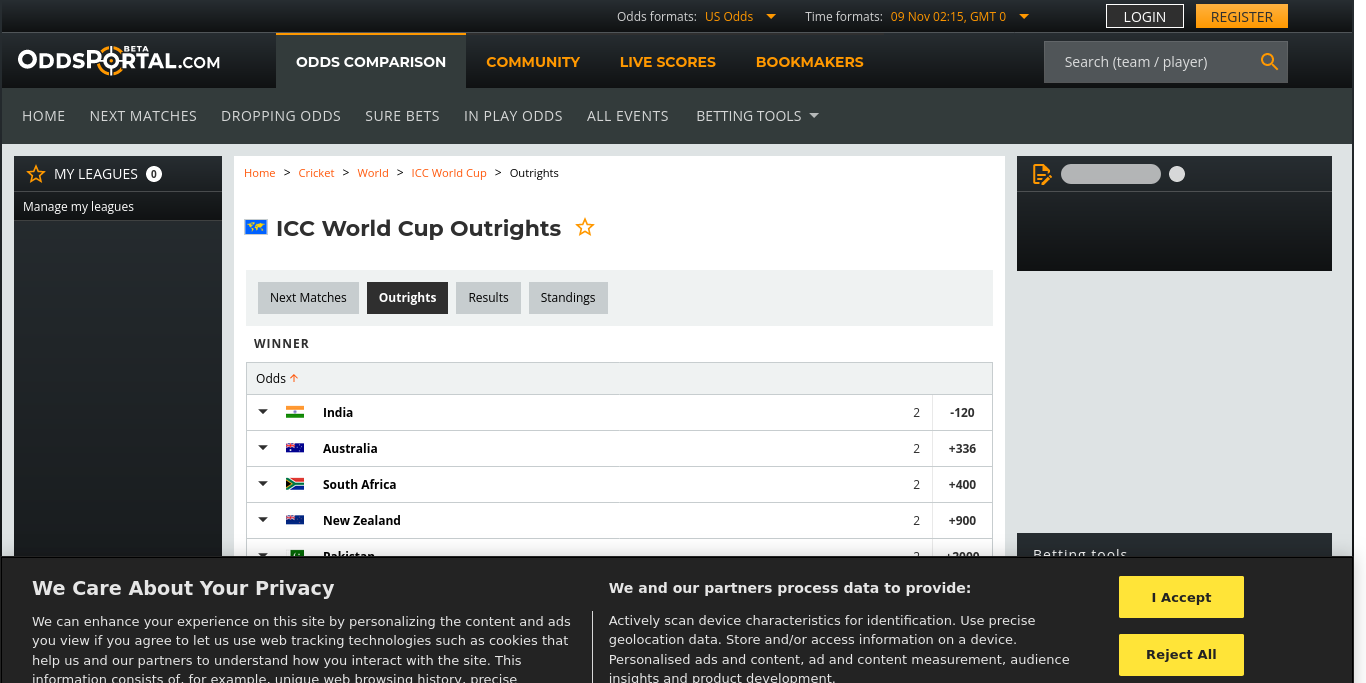 Odds formats: US Odds Time formats: 09 Nov 02:15, GMT 0 LOGIN REGISTER
ODDSPORTAL.COM BETA
ODDS COMPARISON COMMUNITY LIVE SCORES BOOKMAKERS
Search (team / player)
HOME NEXT MATCHES DROPPING ODDS SURE BETS IN PLAY ODDS ALL EVENTS BETTING TOOLS
MY LEAGUES 0
Manage my leagues
Home > Cricket > World > ICC World Cup > Outrights
ICC World Cup Outrights
Next Matches Outrights Results Standings
WINNER
Odds
India 2 -120
Australia 2 +336
South Africa 2 +400
New Zealand 2 +900
Pakistan 2 +2000
Betting tools
We Care About Your Privacy
We can enhance your experience on this site by personalizing the content and ads
you view if you agree to let us use web tracking technologies such as cookies that
help us and our partners to understand how you interact with the site. This
information consists of, for example, unique web browsing history, precise
We and our partners process data to provide:
Actively scan device characteristics for identification. Use precise
geolocation data. Store and/or access information on a device.
Personalised ads and content, ad and content measurement, audience
insights and product development.
I Accept
Reject All